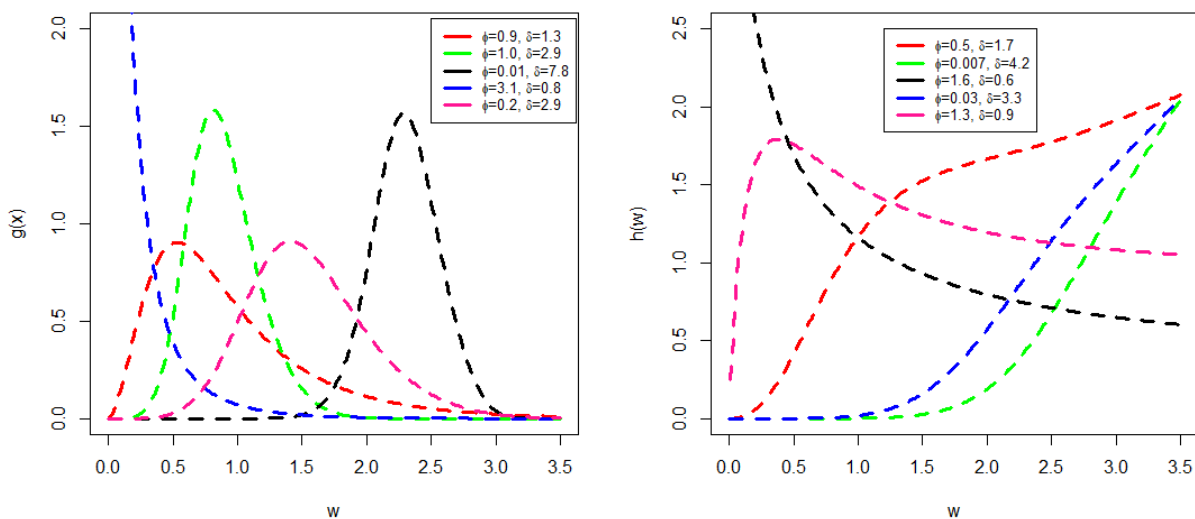 g(x)
2.0
1.5
1.0
0.5
0.0
ϕ=0.9, δ=1.3
ϕ=1.0, δ=2.9
ϕ=0.01, δ=7.8
ϕ=3.1, δ=0.8
ϕ=0.2, δ=2.9
0.0 0.5 1.0 1.5 2.0 2.5 3.0 3.5
w
h(w)
2.5
2.0
1.5
1.0
0.5
0.0
ϕ=0.5, δ=1.7
ϕ=0.007, δ=4.2
ϕ=1.6, δ=0.6
ϕ=0.03, δ=3.3
ϕ=1.3, δ=0.9
0.0 0.5 1.0 1.5 2.0 2.5 3.0 3.5
w